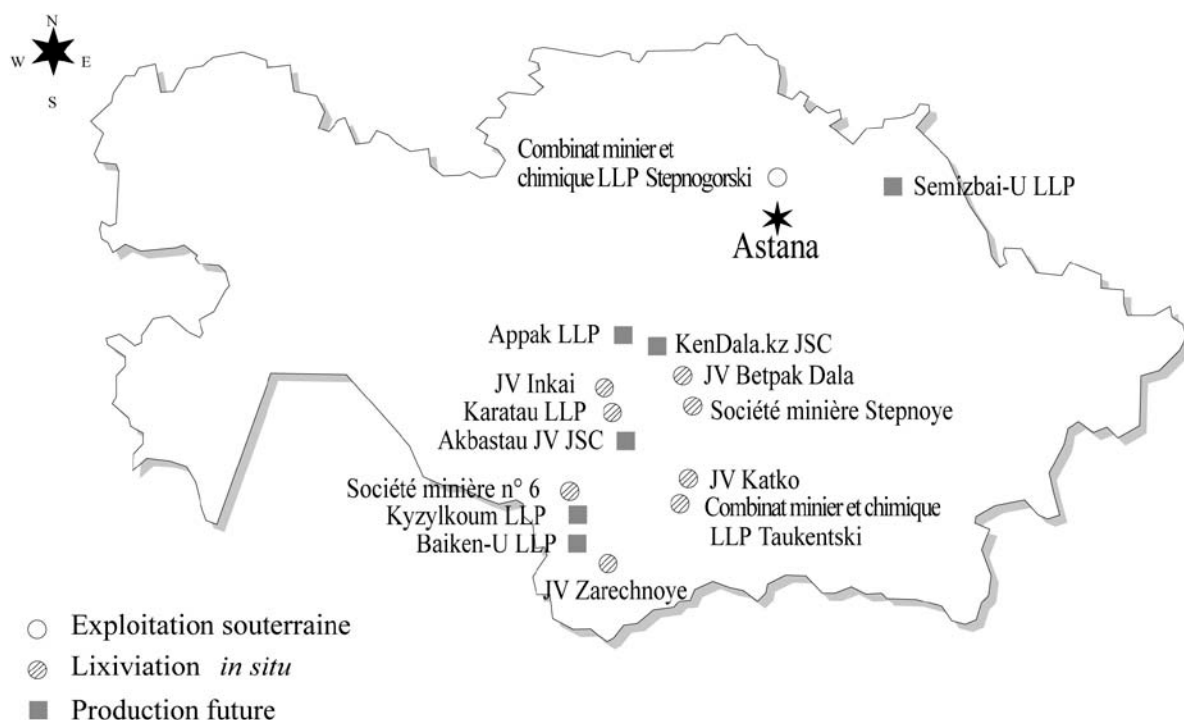 N
W E
S
Combinat minier et
chimique LLP Stepnogorski
Semizbai-U LLP
Astana
Appak LLP
KenDala.kz JSC
JV Betpak Dala
JV Inkai
Société minière Stepnoye
Karatau LLP
Akbastau JV JSC
JV Katko
Société minière n° 6
Combinat minier et chimique
LLP Taukentski
Kyzylkoum LLP
Baiken-U LLP
JV Zarechnoye
Exploitation souterraine
Lixiviation in situ
Production future